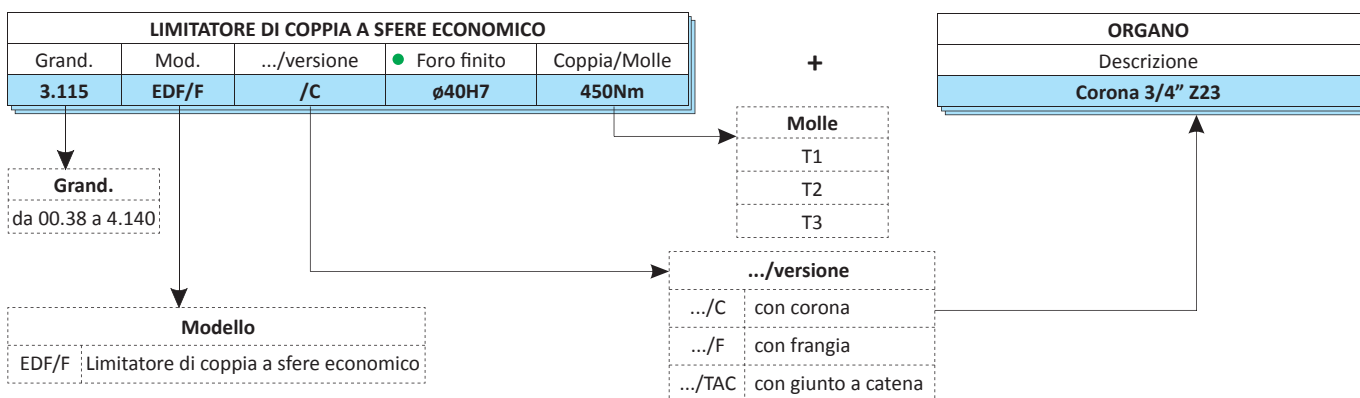 LIMITATORE DI COPPIA A SFERE ECONOMICO
Grand. Mod. .../versione Foro finito Coppia/Molle
3.115 EDF/F /C ø40H7 450Nm
+
ORGANO
Descrizione
Corona 3/4” Z23
Molle
T1
T2
T3
Grand.
da 00.38 a 4.140
.../versione
.../C con corona
.../F con frangia
.../TAC con giunto a catena
Modello
EDF/F Limitatore di coppia a sfere economico